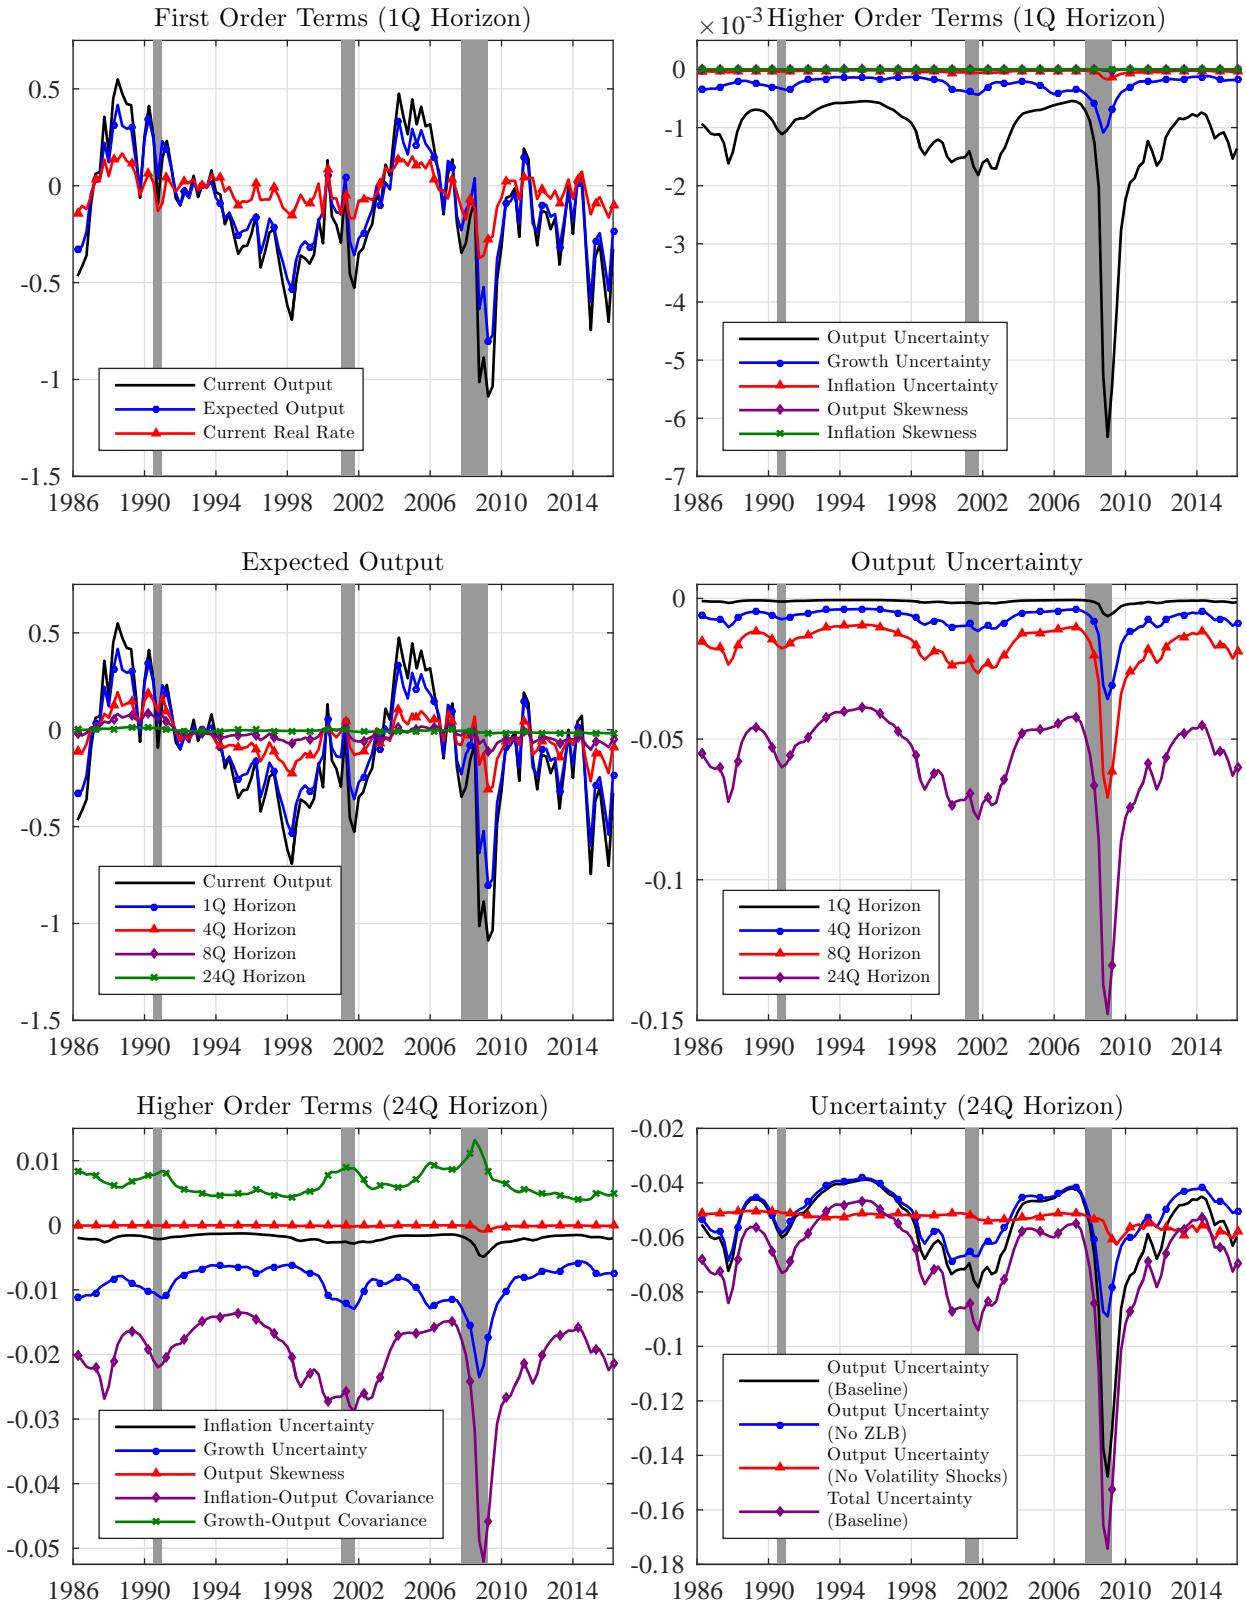 First Order Terms (1Q Horizon)
0.5
0
-0.5
-1
-1.5
1986 1990 1994 1998 2002 2006 2010 2014
Current Output
Expected Output
Current Real Rate
×10-3 Higher Order Terms (1Q Horizon)
0
-1
-2
-3
-4
-5
-6
-7
1986 1990 1994 1998 2002 2006 2010 2014
Output Uncertainty
Growth Uncertainty
Inflation Uncertainty
Output Skewness
Inflation Skewness
Expected Output
0.5
0
-0.5
-1
-1.5
1986 1990 1994 1998 2002 2006 2010 2014
Current Output
1Q Horizon
4Q Horizon
8Q Horizon
24Q Horizon
Output Uncertainty
0
-0.05
-0.1
-0.15
1986 1990 1994 1998 2002 2006 2010 2014
1Q Horizon
4Q Horizon
8Q Horizon
24Q Horizon
Higher Order Terms (24Q Horizon)
0.01
0
-0.01
-0.02
-0.03
-0.04
-0.05
1986 1990 1994 1998 2002 2006 2010 2014
Inflation Uncertainty
Growth Uncertainty
Output Skewness
Inflation-Output Covariance
Growth-Output Covariance
Uncertainty (24Q Horizon)
-0.02
-0.04
-0.06
-0.08
-0.1
-0.12
-0.14
-0.16
-0.18
1986 1990 1994 1998 2002 2006 2010 2014
Output Uncertainty
(Baseline)
Output Uncertainty
(No ZLB)
Output Uncertainty
(No Volatility Shocks)
Total Uncertainty
(Baseline)